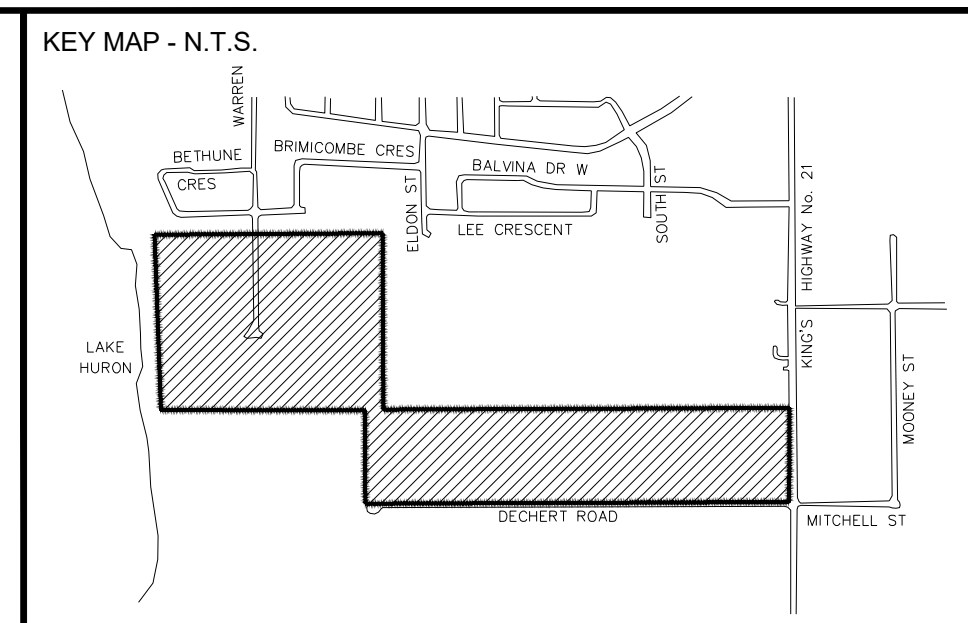 KEY MAP - N.T.S.
WARREN
BETHUNE
CRES
BRIMICOMBE CRES
BALVINA DR W
ELDON ST
LEE CRESCENT
SOUTH ST
KING'S HIGHWAY No. 21
LAKE
HURON
MOONEY ST
DECHERT ROAD
MITCHELL ST